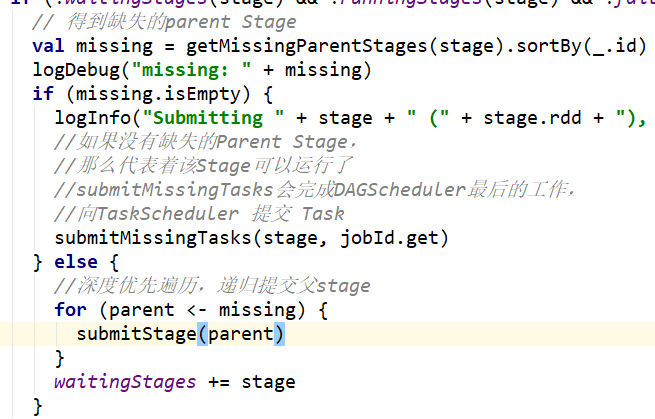 // 得到缺失的parent Stage
val missing = getMissingParentStages(stage).sortBy(_.id)
logDebug("missing: " + missing)
if (missing.isEmpty) {
logInfo("Submitting " + stage + " (" + stage.rdd + "),
//如果没有缺失的Parent Stage，
//那么代表着该Stage可以运行了
//submitMissingTasks会完成DAGScheduler最后的工作，
//向TaskScheduler 提交 Task
submitMissingTasks(stage, jobId.get)
} else {
//深度优先遍历，递归提交父stage
for (parent <- missing) {
submitStage(parent)
}
waitingStages += stage
}